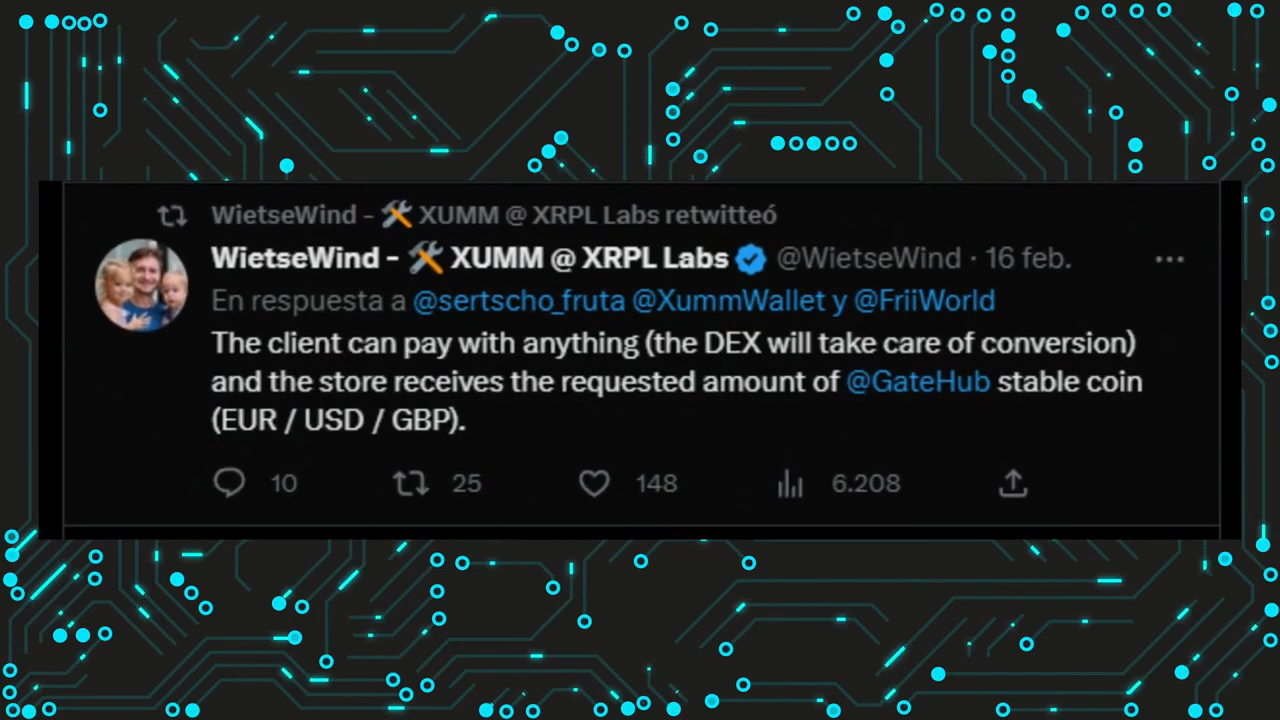 WietseWind - 🛠 XUMM @ XRPL Labs retwitteó
WietseWind - 🛠 XUMM @ XRPL Labs @WietseWind · 16 feb.
En respuesta a @sertscho_fruta @XummWallet y @FriiWorld
The client can pay with anything (the DEX will take care of conversion)
and the store receives the requested amount of @GateHub stable coin
(EUR / USD / GBP).
10 25 148 6.208